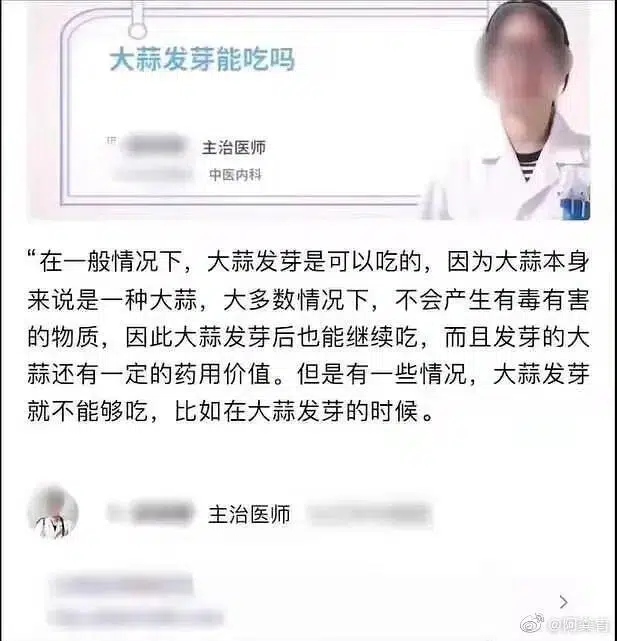 大蒜发芽能吃吗
主治医师
中医内科
“在一般情况下，大蒜发芽是可以吃的，因为大蒜本身
来说是一种大蒜，大多数情况下，不会产生有毒有害
的物质，因此大蒜发芽后也能继续吃，而且发芽的大
蒜还有一定的药用价值。但是有一些情况，大蒜发芽
就不能够吃，比如在大蒜发芽的时候。
主治医师